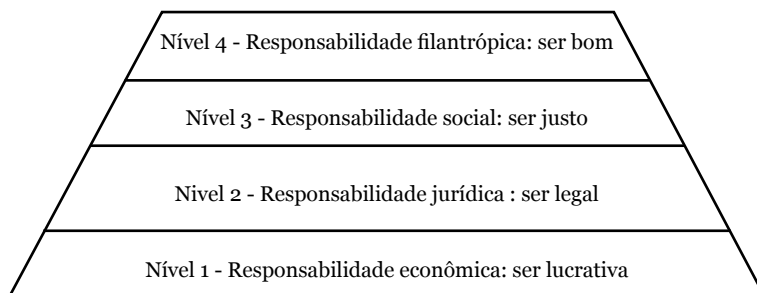 Nível 4 - Responsabilidade filantrópica: ser bom
Nível 3 - Responsabilidade social: ser justo
Nivel 2 - Responsabilidade jurídica : ser legal
Nível 1 - Responsabilidade econômica: ser lucrativa